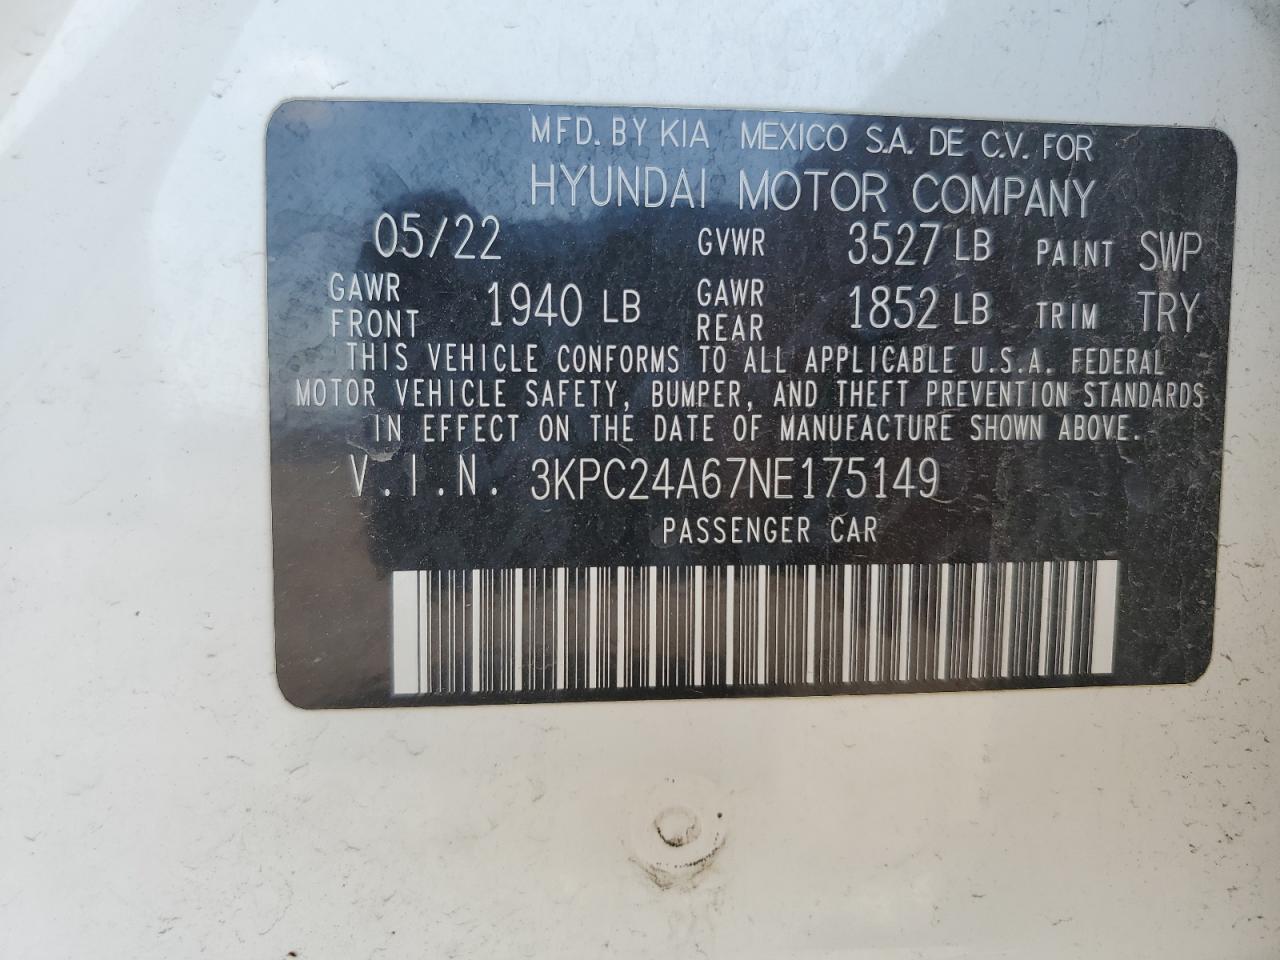 MFD. BY KIA MEXICO S.A. DE C.V. FOR
HYUNDAI MOTOR COMPANY
05/22 GVWR 3527 LB PAINT SWP
GAWR FRONT 1940 LB GAWR REAR 1852 LB TRIM TRY
THIS VEHICLE CONFORMS TO ALL APPLICABLE U.S.A. FEDERAL
MOTOR VEHICLE SAFETY, BUMPER, AND THEFT PREVENTION STANDARDS
IN EFFECT ON THE DATE OF MANUFACTURE SHOWN ABOVE.
V.I.N. 3KPC24A67NE175149
PASSENGER CAR